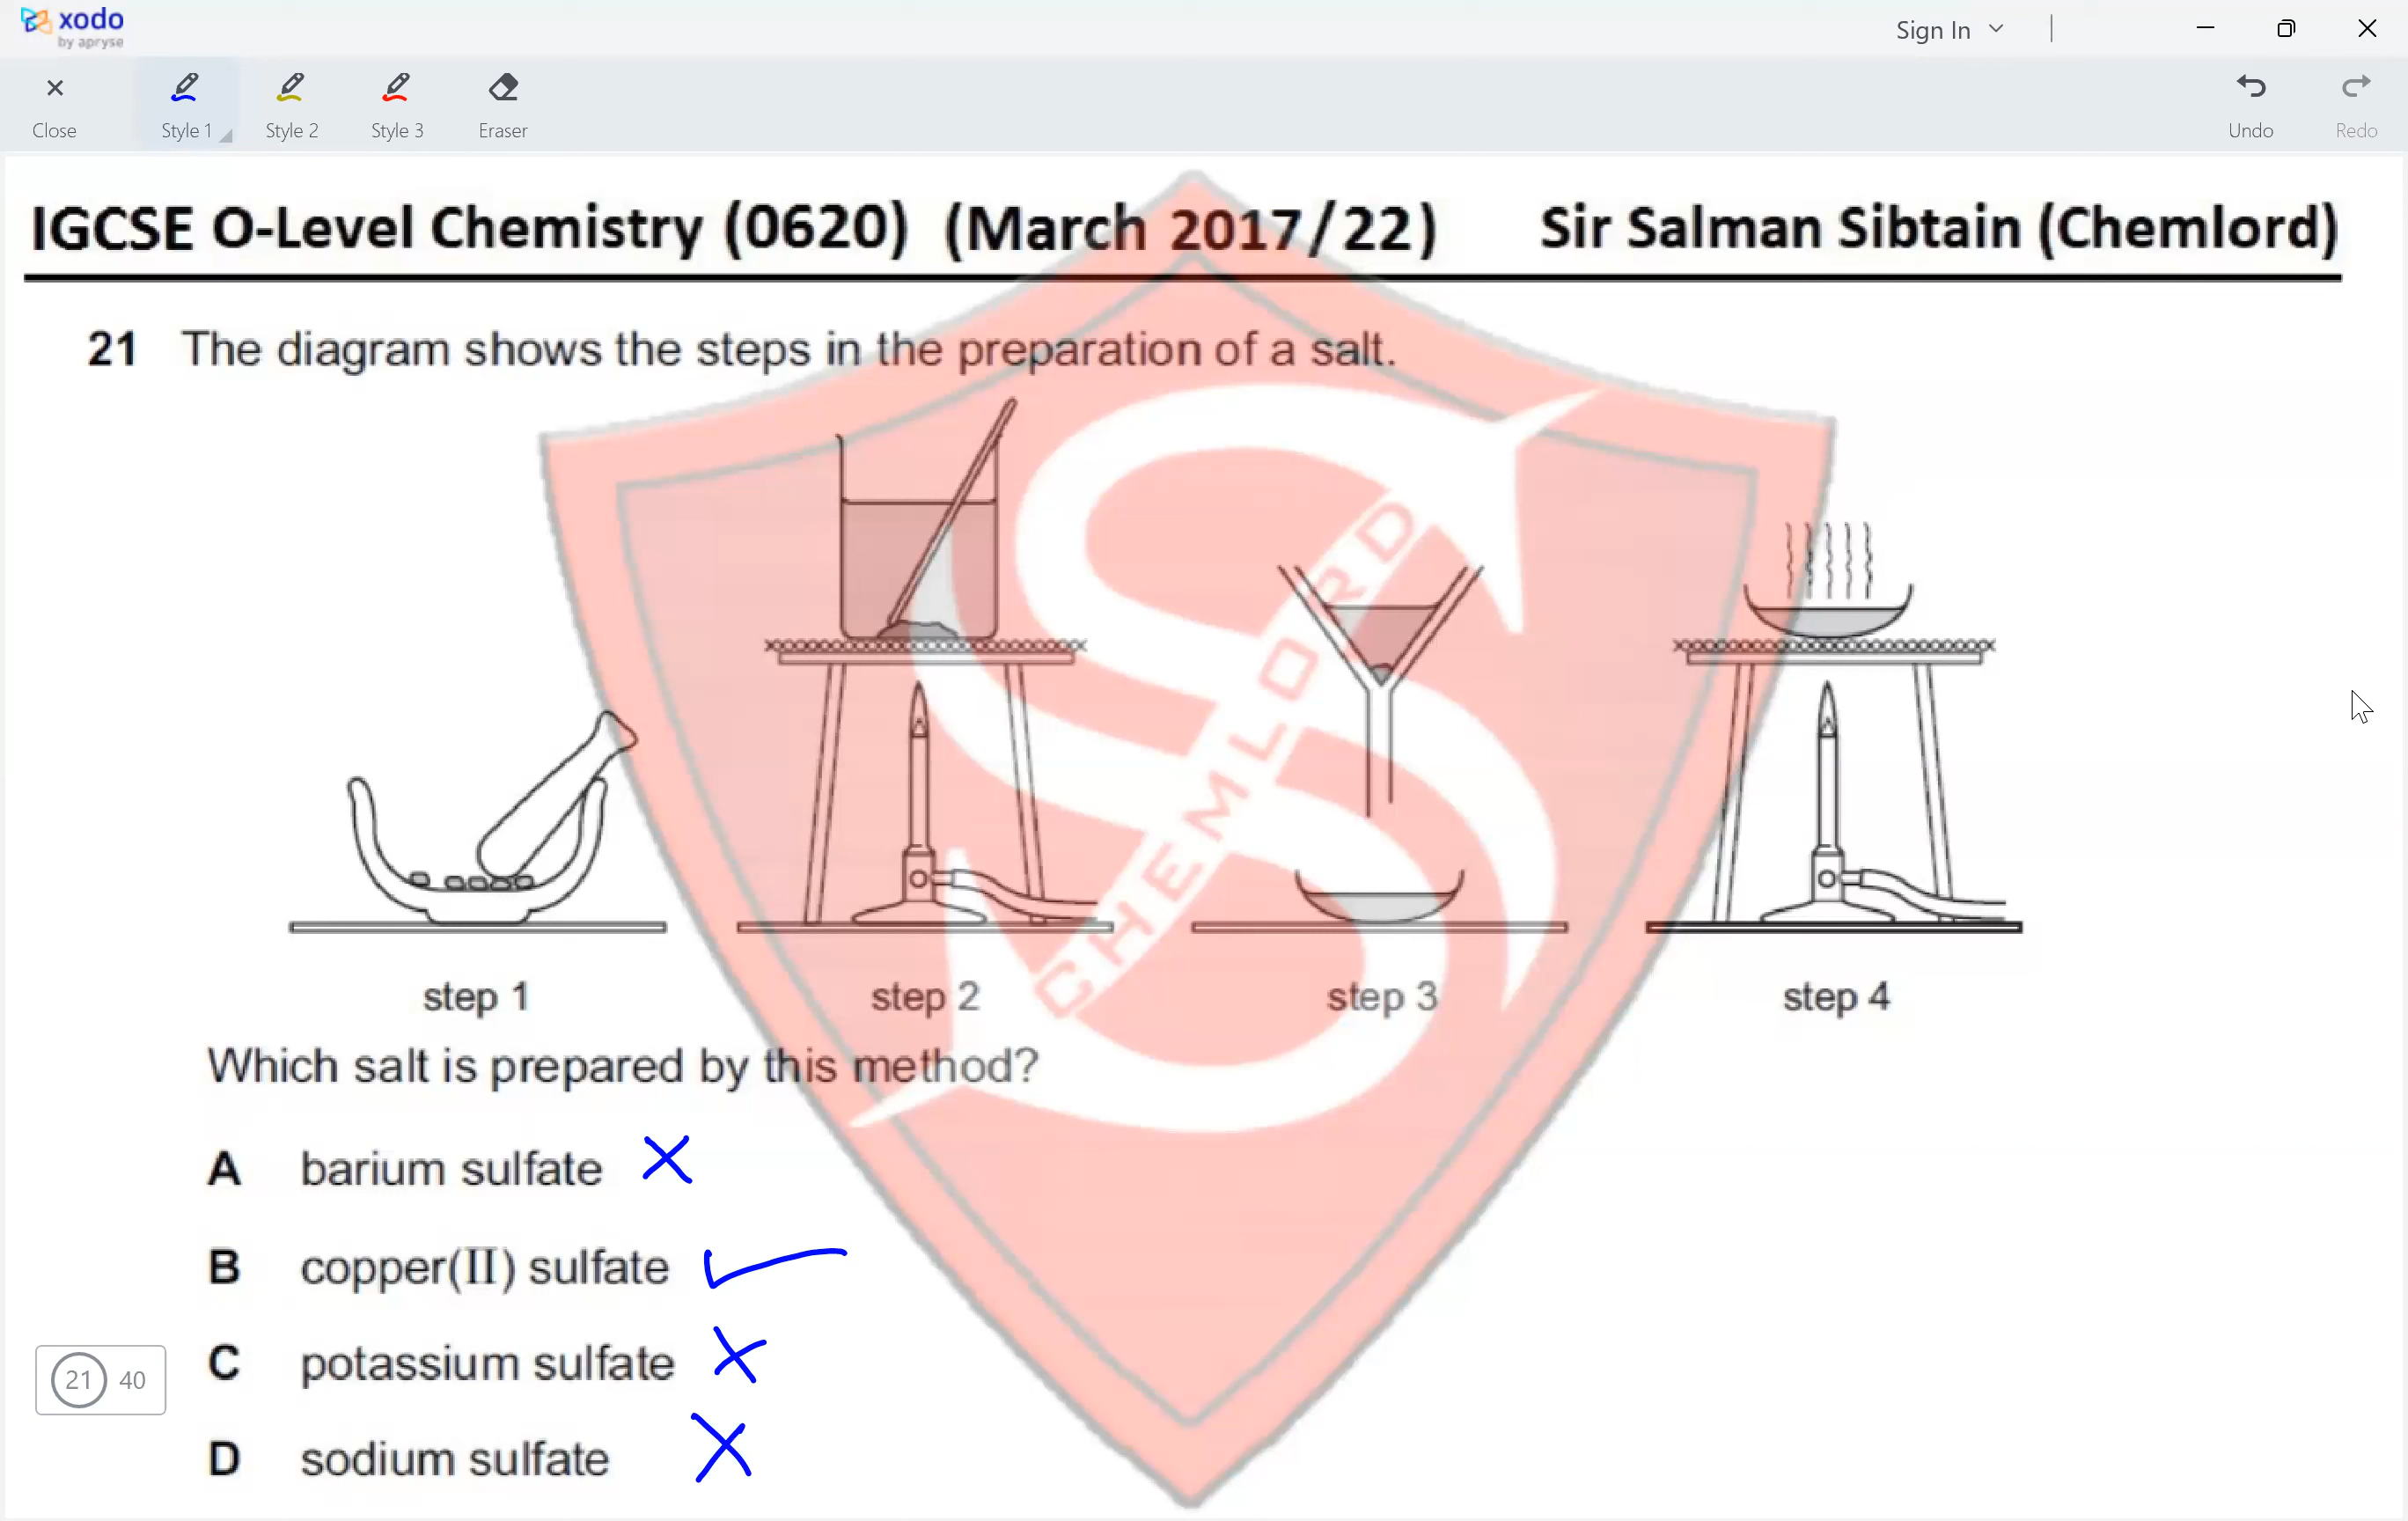 xodo
by apryse
Sign In
Close
Style 1
Style 2
Style 3
Eraser
Undo
Redo
IGCSE O-Level Chemistry (0620) (March 2017/22) Sir Salman Sibtain (Chemlord)
21 The diagram shows the steps in the preparation of a salt.
CHEMLORD
step 1
step 2
step 3
step 4
Which salt is prepared by this method?
A barium sulfate
B copper(II) sulfate
C potassium sulfate
D sodium sulfate
21 40